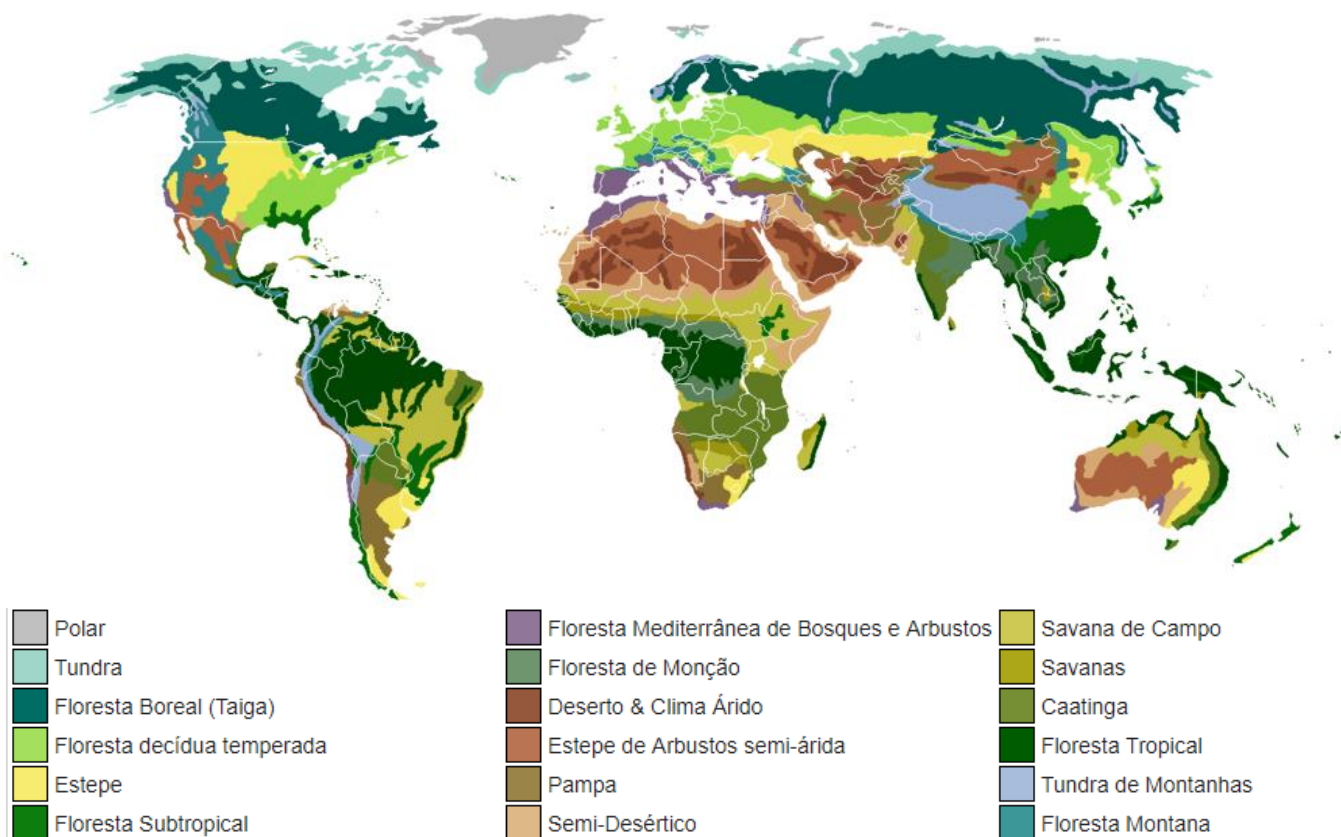 Polar
Tundra
Floresta Boreal (Taiga)
Floresta decídua temperada
Estepe
Floresta Subtropical
Floresta Mediterrânea de Bosques e Arbustos
Floresta de Monção
Deserto & Clima Árido
Estepe de Arbustos semi-árida
Pampa
Semi-Desértico
Savana de Campo
Savanas
Caatinga
Floresta Tropical
Tundra de Montanhas
Floresta Montana